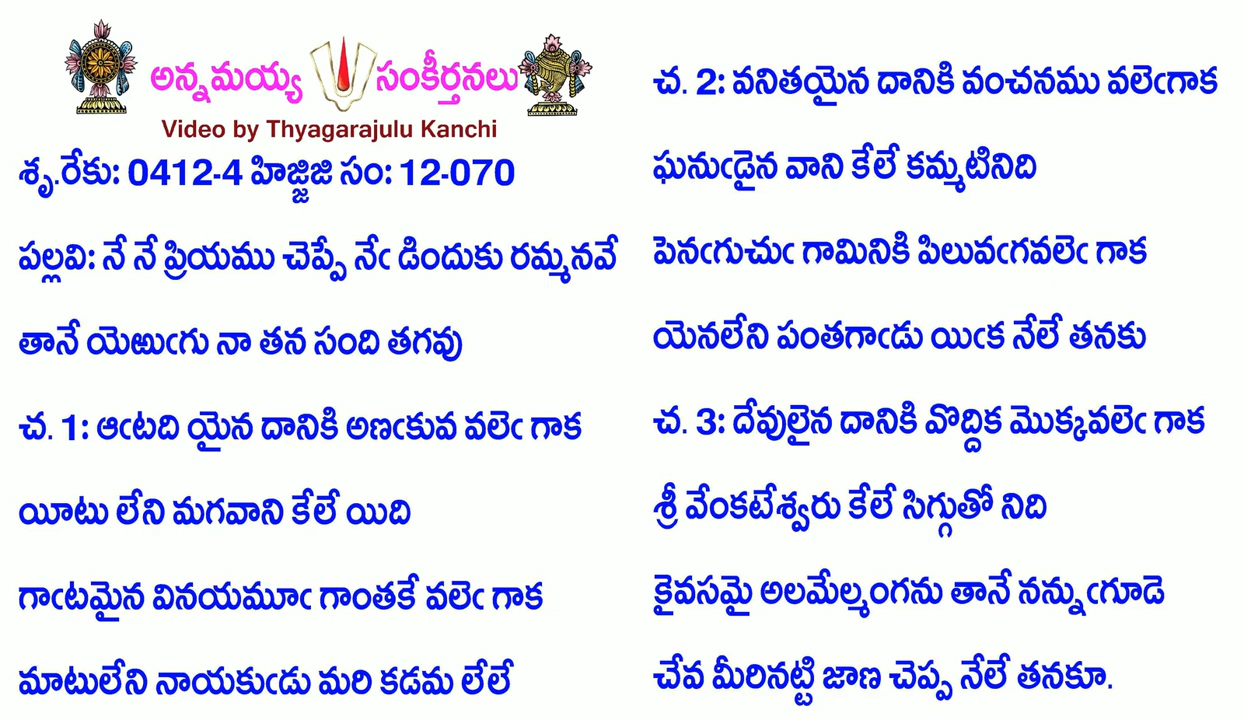 అన్నమయ్య సంకీర్తనలు
Video by Thyagarajulu Kanchi
శృ.రేకు: 0412-4 హిజ్జిజి సం: 12-070
పల్లవి: నే నే ప్రియము చెప్పే నేఁ డిందుకు రమ్మనవే
తానే యెఱుఁగు నా తన సంది తగవు
చ. 1: ఆఁటది యైన దానికి అణఁకువ వలెఁ గాక
యీటు లేని మగవాని కేలే యిది
గాఁటమైన వినయమూఁ గాంతకే వలెఁ గాక
మాటులేని నాయకుఁడు మరి కడమ లేలే
చ. 2: వనితయైన దానికి వంచనము వలెఁగాక
ఘనుఁడైన వాని కేలే కమ్మటినిది
పెనఁగుచుఁ గామినికి పిలువఁగవలెఁ గాక
యెనలేని పంతగాఁడు యిఁక నేలే తనకు
చ. 3: దేవులైన దానికి వొద్దిక మొక్కవలెఁ గాక
శ్రీ వేంకటేశ్వరు కేలే సిగ్గుతో నిది
కైవసమై అలమేల్మంగను తానే నన్నుఁగూడె
చేవ మీరినట్టి జాణ చెప్ప నేలే తనకూ.